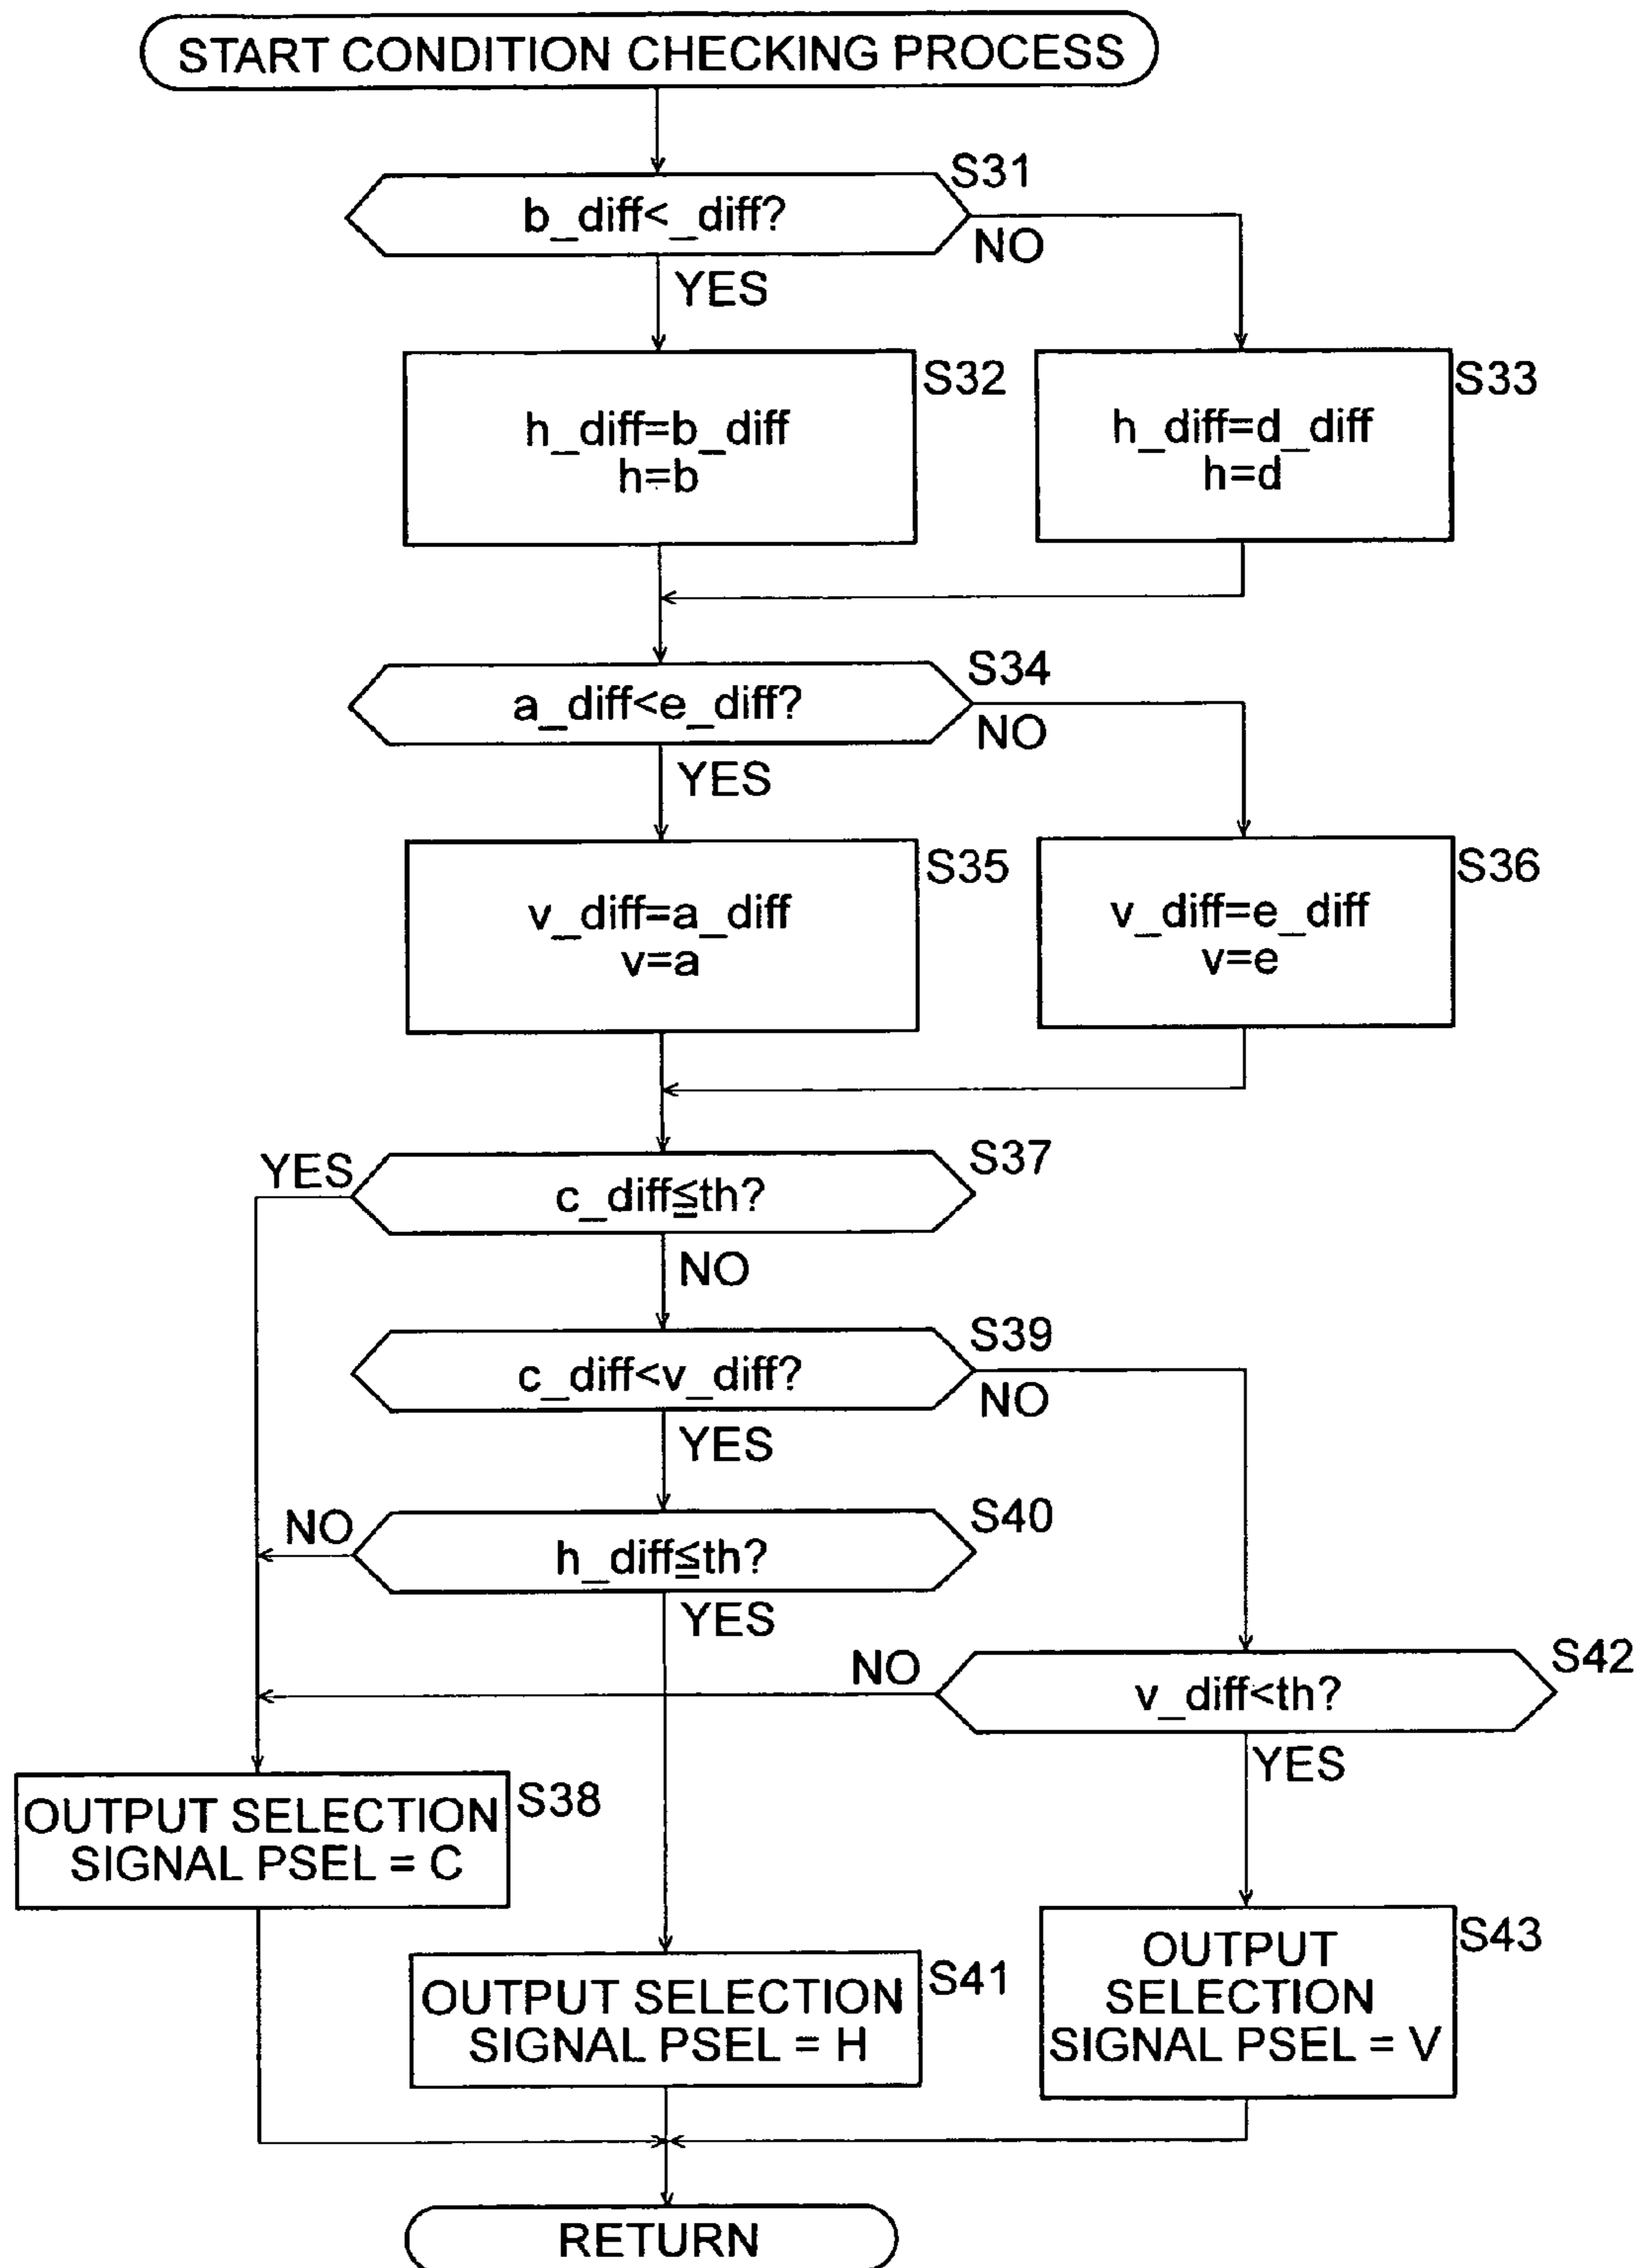 START CONDITION CHECKING PROCESS
S31
b_diff<_diff?
NO
YES
S32
h_diff=b_diff
h=b
S33
h_diff=d_diff
h=d
S34
a_diff<e_diff?
NO
YES
S35
v_diff=a_diff
v=a
S36
v_diff=e_diff
v=e
S37
YES
c_diff≦th?
NO
S39
c_diff<v_diff?
NO
YES
S40
NO
h_diff≦th?
YES
S42
NO
v_diff<th?
YES
S38
OUTPUT SELECTION
SIGNAL PSEL = C
S41
OUTPUT SELECTION
SIGNAL PSEL = H
S43
OUTPUT
SELECTION
SIGNAL PSEL = V
RETURN